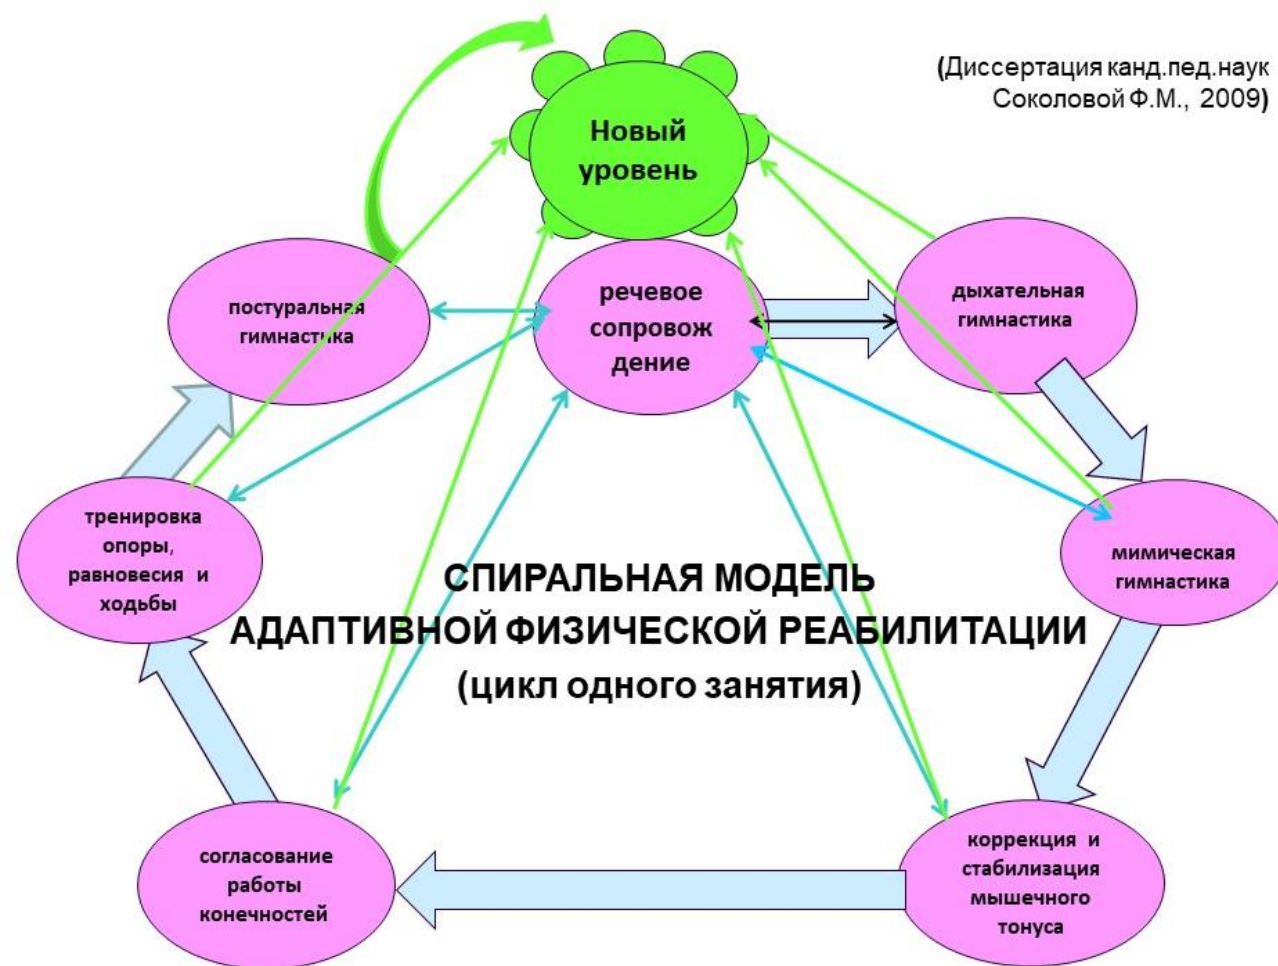 (Диссертация канд.пед.наук
Соколовой Ф.М., 2009)
Новый
уровень
постуральная
гимнастика
речевое
сопровож
дение
дыхательная
гимнастика
тренировка
опоры,
равновесия и
ходьбы
мимическая
гимнастика
СПИРАЛЬНАЯ МОДЕЛЬ
АДАПТИВНОЙ ФИЗИЧЕСКОЙ РЕАБИЛИТАЦИИ
(цикл одного занятия)
согласование
работы
конечностей
коррекция и
стабилизация
мышечного
тонуса